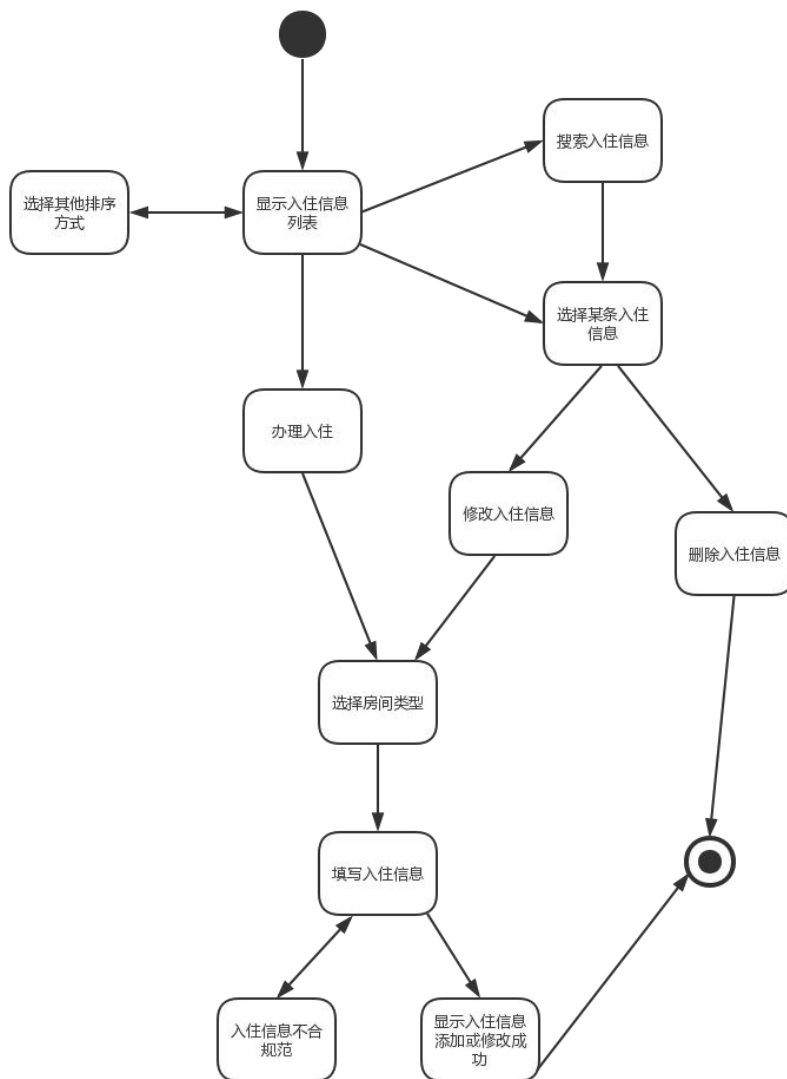 搜索入住信息
选择其他排序
方式
显示入住信息
列表
选择某条入住
信息
办理入住
修改入住信息
删除入住信息
选择房间类型
填写入住信息
入住信息不合
规范
显示入住信息
添加或修改成
功